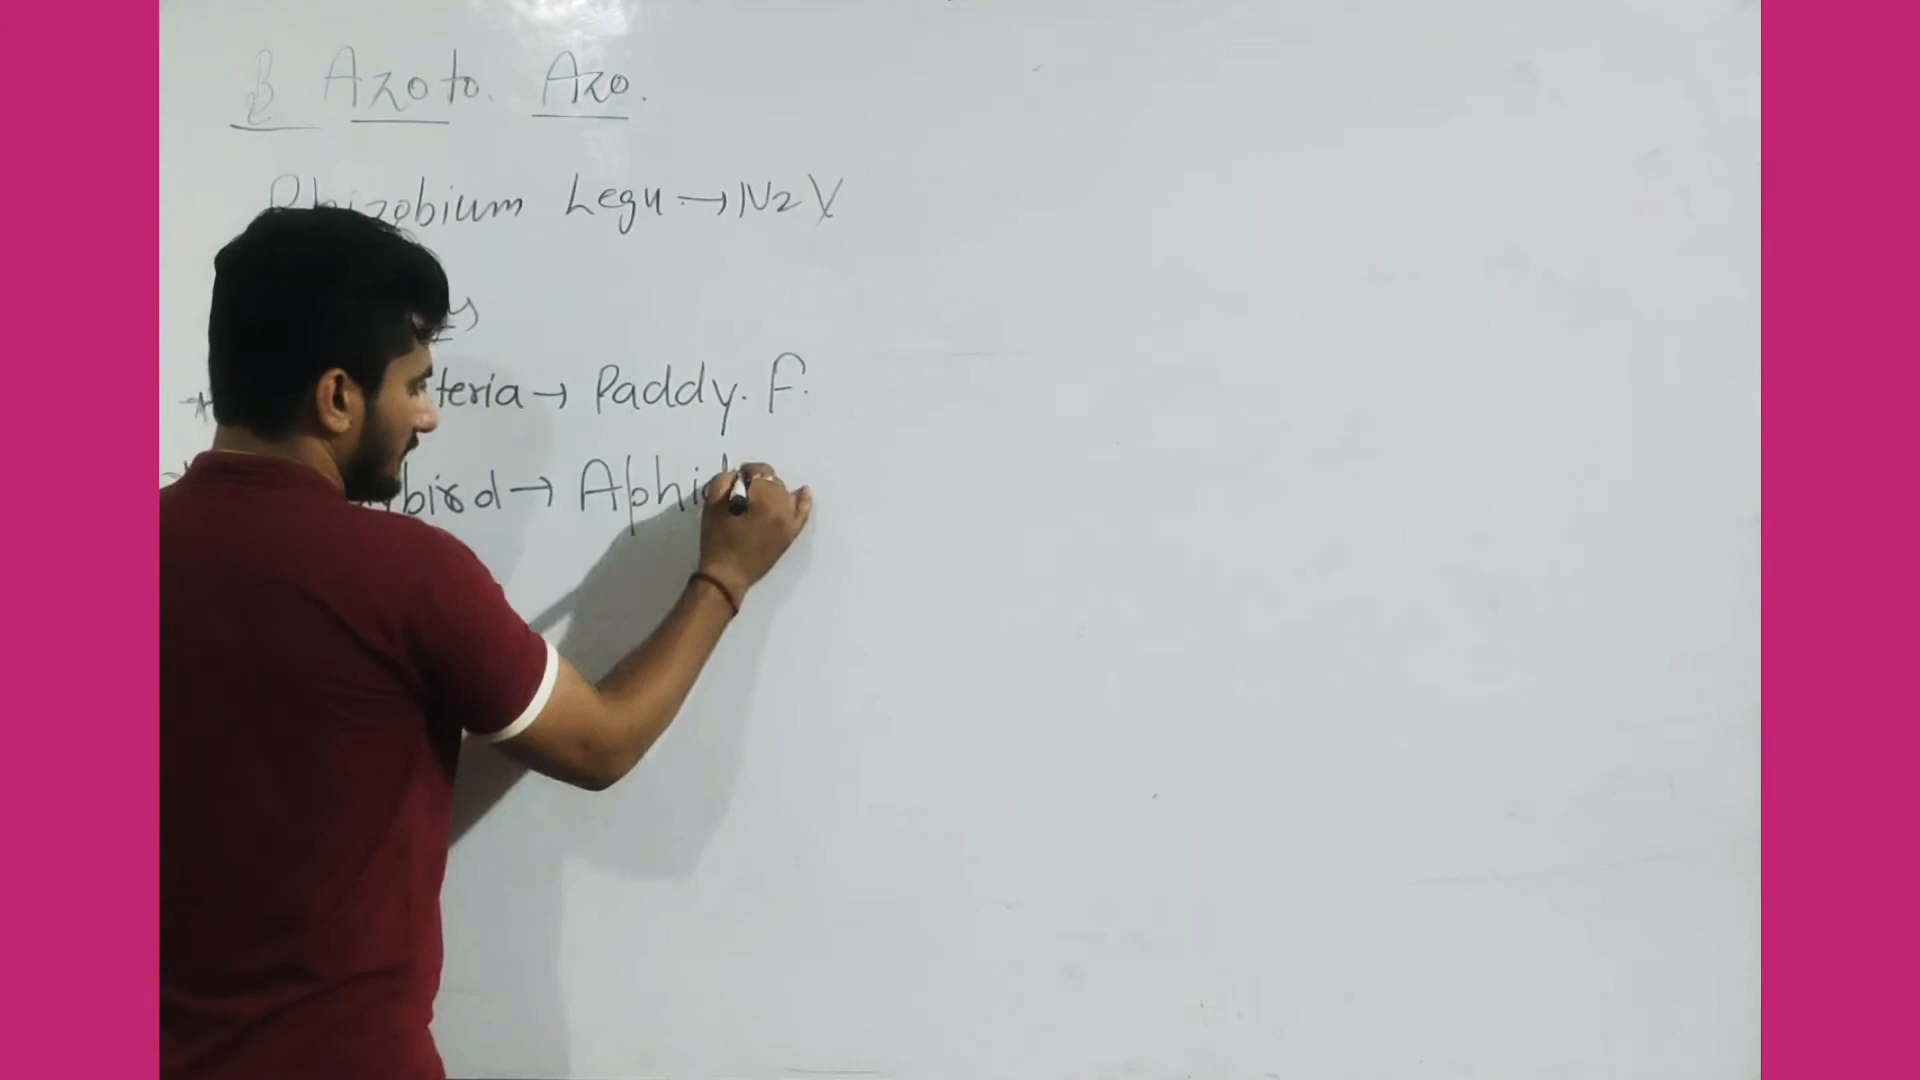 B Azoto. Azo.
Rhizobium Legu → N2 X
teria → Paddy. F.
bird → Aphid